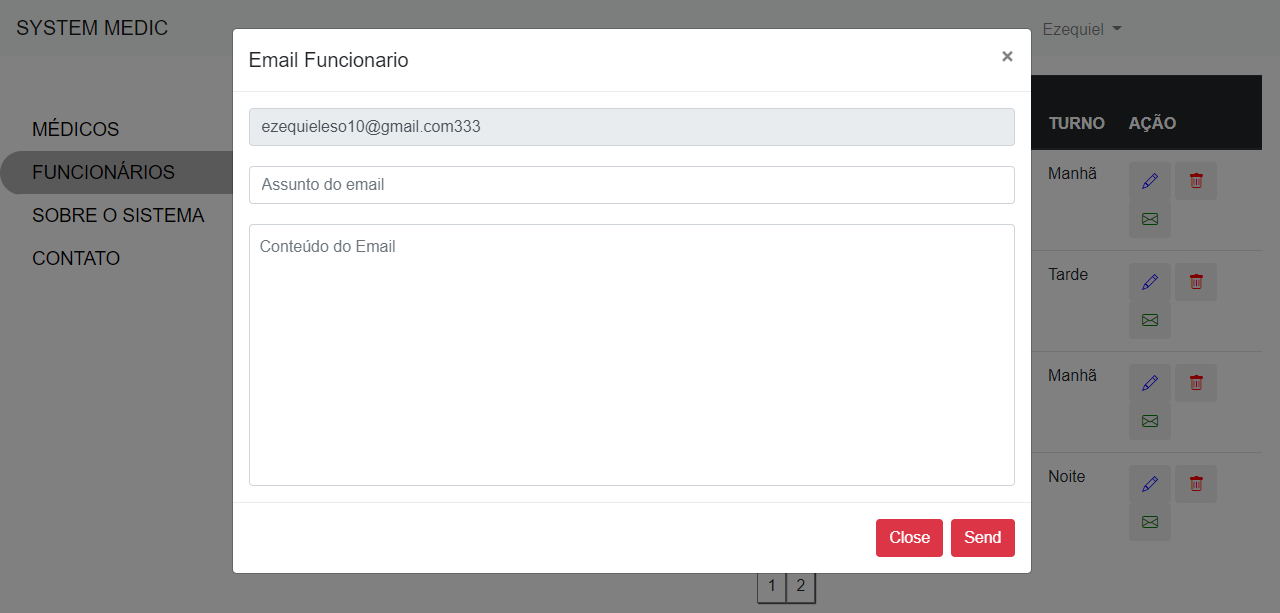 SYSTEM MEDIC
Ezequiel
MÉDICOS
FUNCIONÁRIOS
SOBRE O SISTEMA
CONTATO
Email Funcionario
×
ezequieleso10@gmail.com333
Assunto do email
Conteúdo do Email
Close Send
TURNO AÇÃO
Manhã
Tarde
Manhã
Noite
1 2